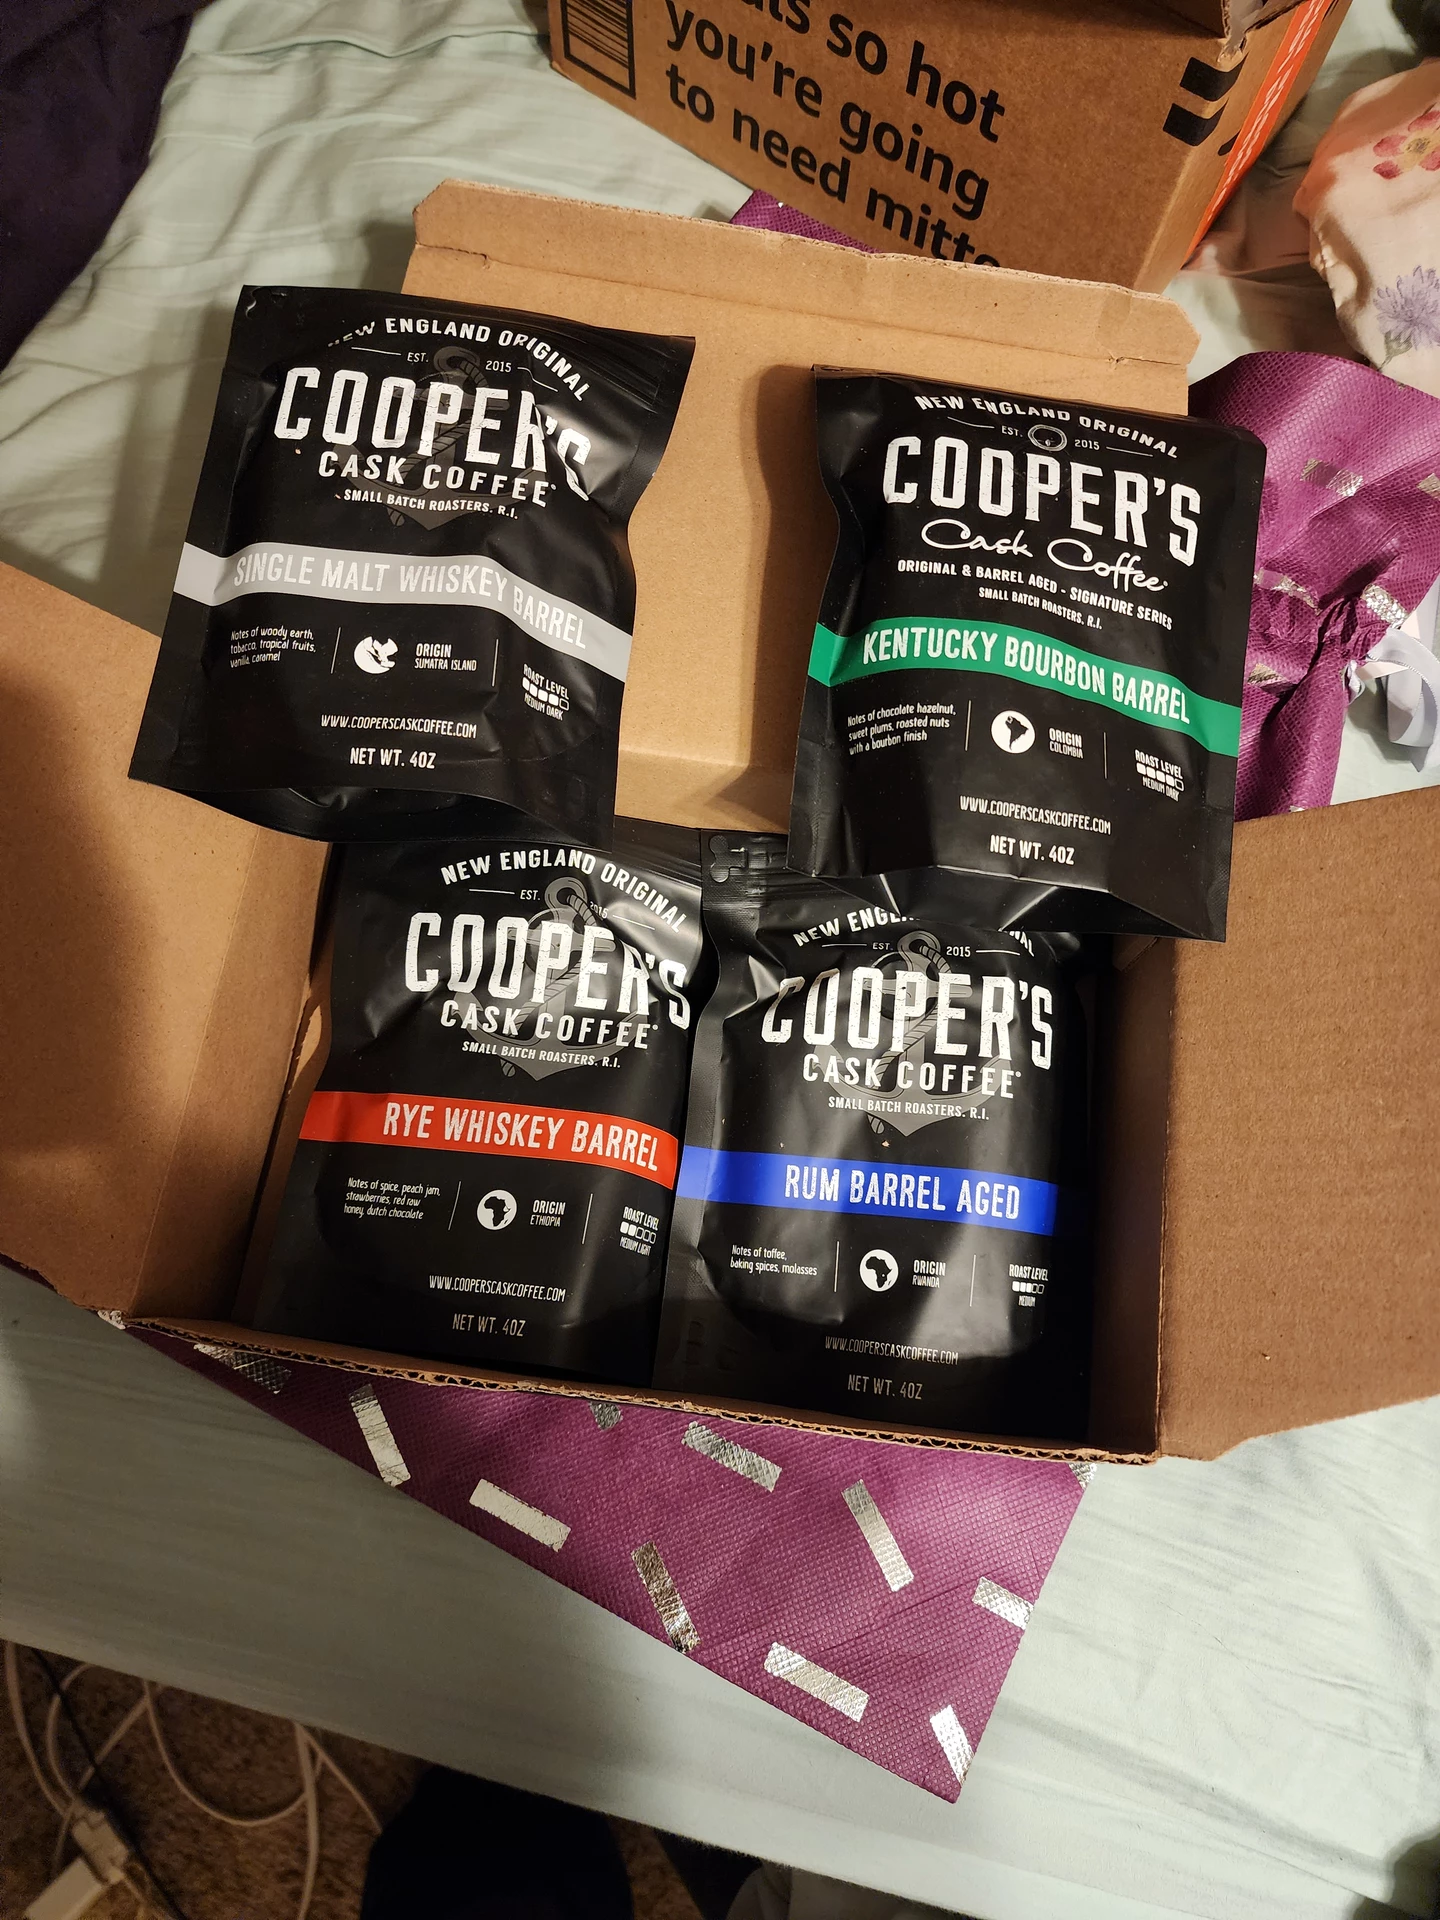 so hot
you're going
to need
NEW ENGLAND ORIGINAL
EST. 2015
COOPER'S
CASK COFFEE
SMALL BATCH ROASTERS. R.I.
SINGLE MALT WHISKEY BARREL
Notes of woody earth,
tobacco, tropical fruits,
vanilla, caramel
ORIGIN
SUMATRA ISLAND
ROAST LEVEL
MEDIUM DARK
WWW.COOPERSCASKCOFFEE.COM
NET WT. 4OZ
NEW ENGLAND ORIGINAL
EST. 2015
COOPER'S
Cask Coffee
ORIGINAL & BARREL AGED - SIGNATURE SERIES
SMALL BATCH ROASTERS, R.I.
KENTUCKY BOURBON BARREL
Notes of chocolate hazelnut,
sweet plums, roasted nuts
with a bourbon finish
ORIGIN
COLOMBIA
ROAST LEVEL
MEDIUM DARK
WWW.COOPERSCASKCOFFEE.COM
NET WT. 4OZ
NEW ENGLAND ORIGINAL
EST. 2015
COOPER'S
CASK COFFEE
SMALL BATCH ROASTERS. R.I.
RYE WHISKEY BARREL
Notes of spice, peach jam,
strawberries, red raw
honey, dutch chocolate
ORIGIN
ETHIOPIA
ROAST LEVEL
MEDIUM LIGHT
WWW.COOPERSCASKCOFFEE.COM
NET WT. 4OZ
NEW
EST. 2015
COOPER'S
CASK COFFEE
SMALL BATCH ROASTERS. R.I.
RUM BARREL AGED
Notes of toffee,
baking spices, molasses
ORIGIN
RWANDA
ROAST LEVEL
MEDIUM
WWW.COOPERSCASKCOFFEE.COM
NET WT. 4OZ